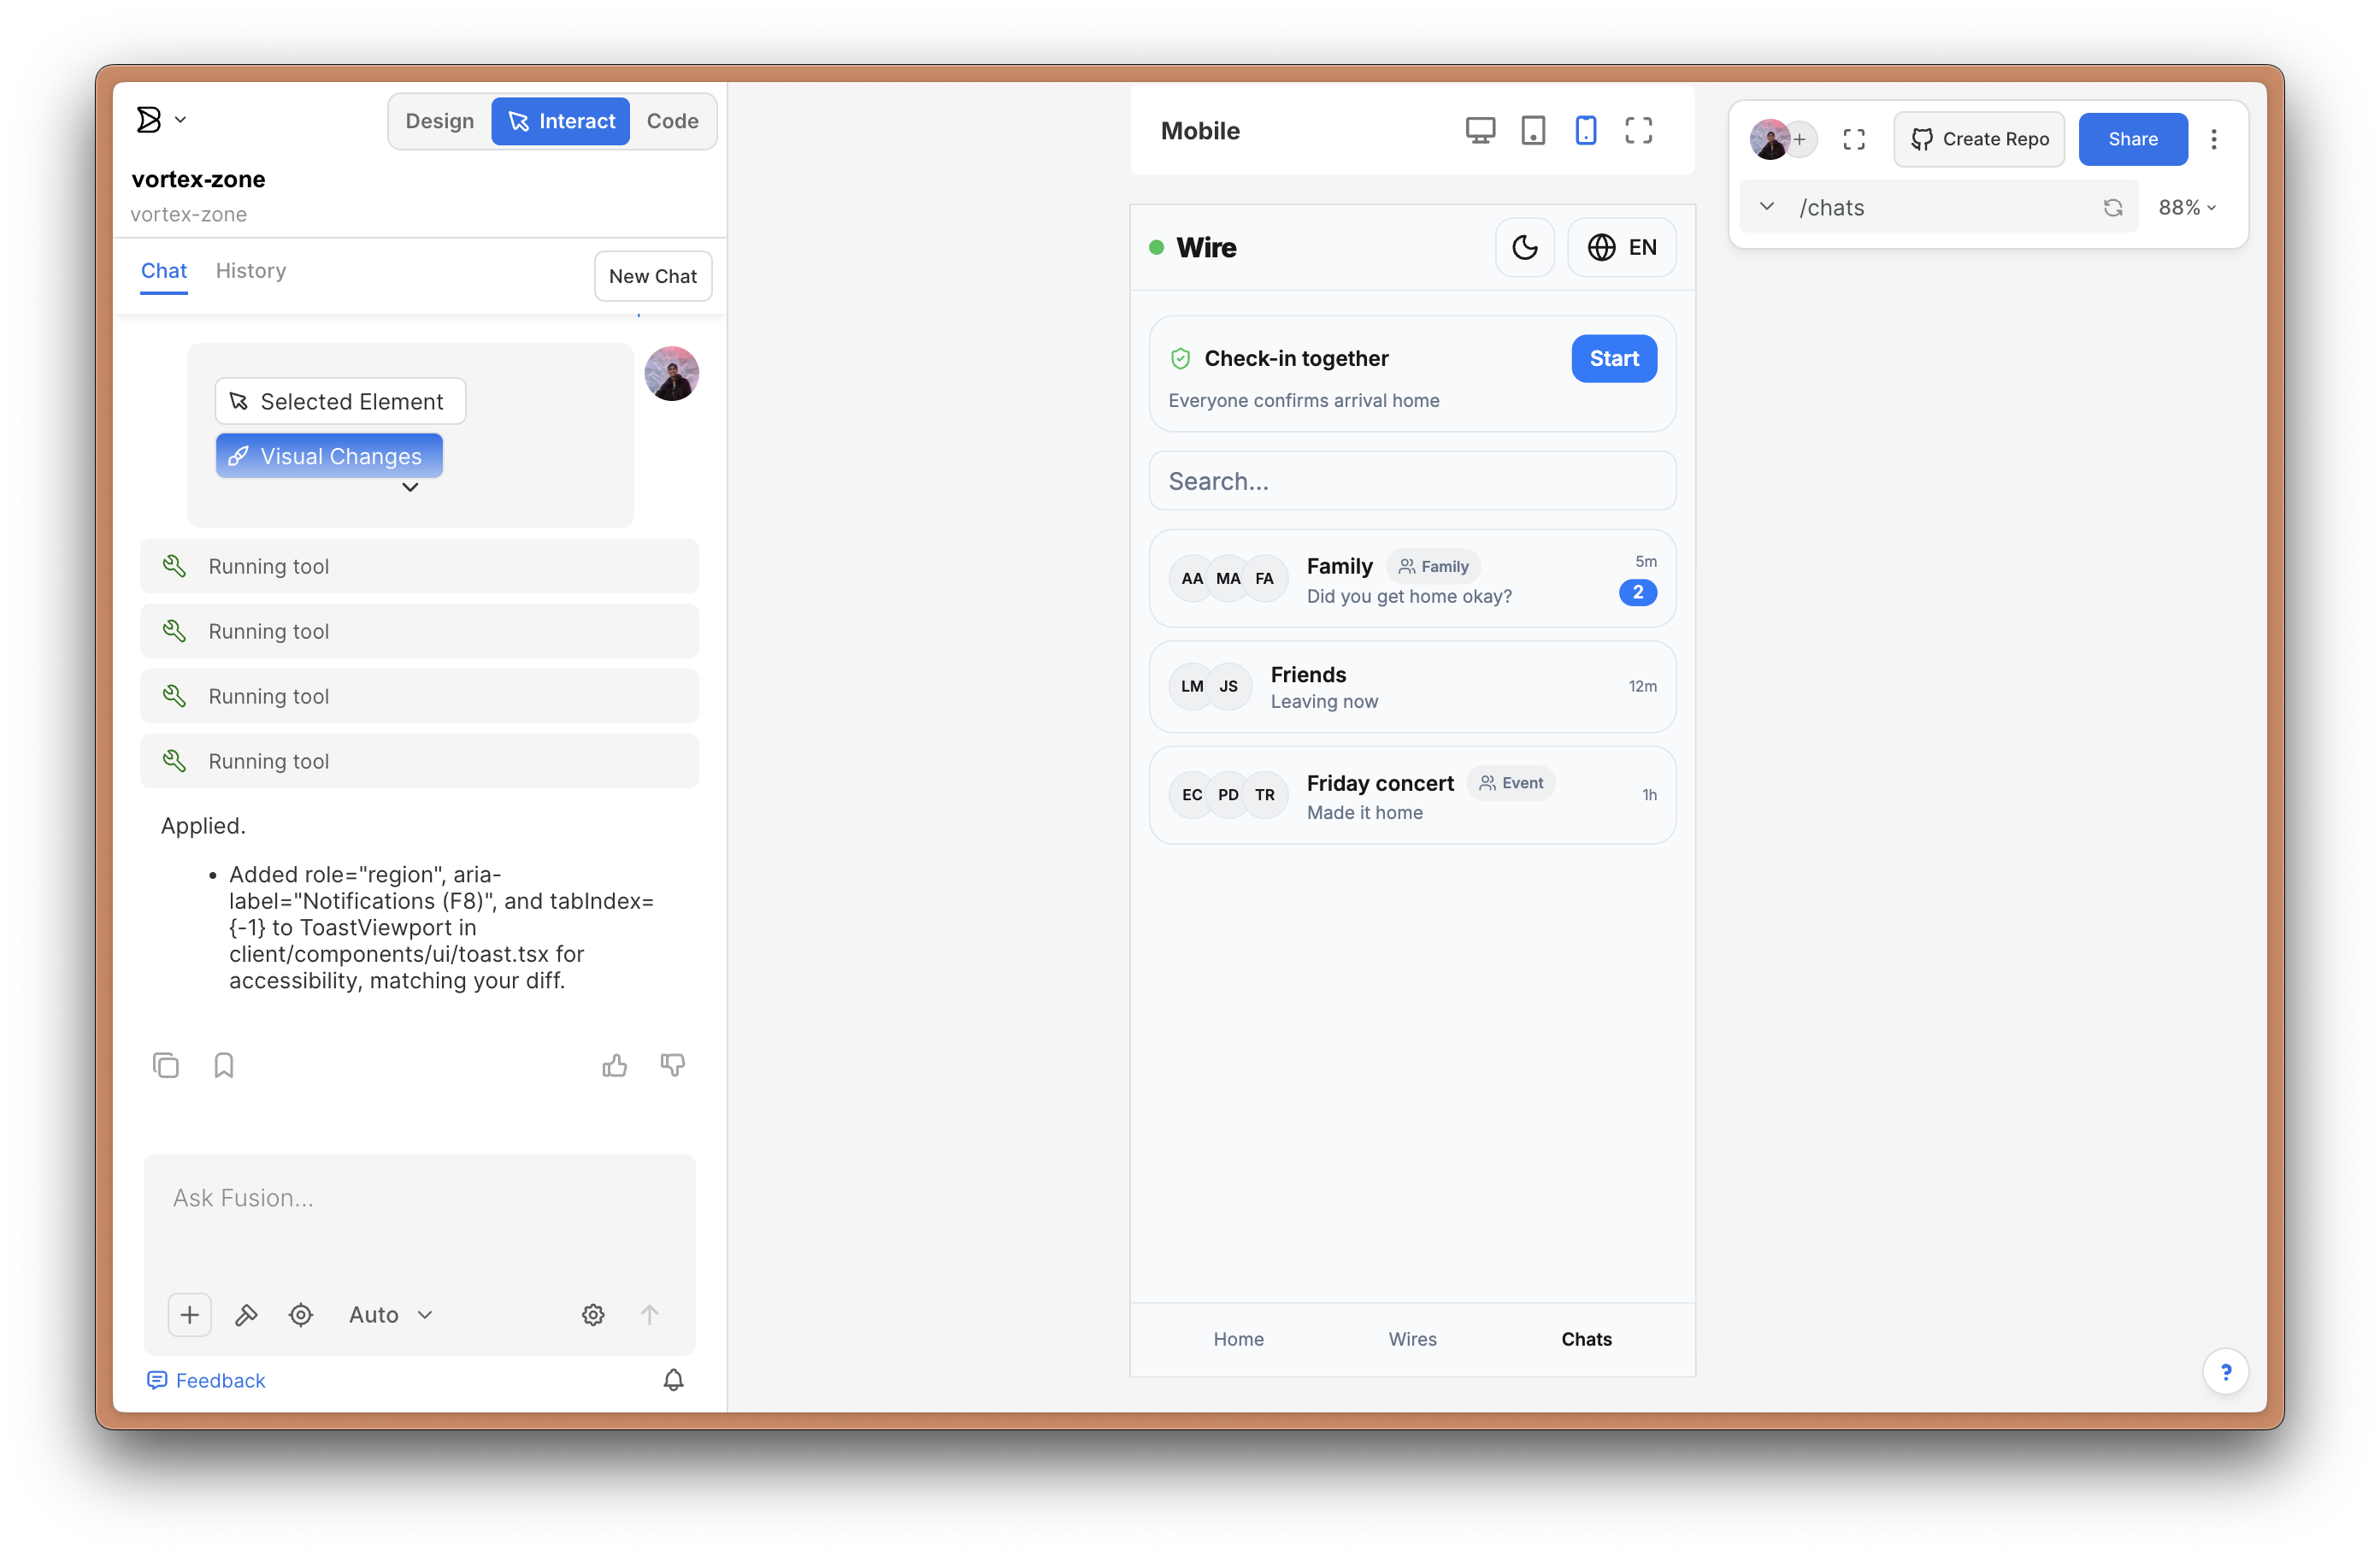 Design
Interact
Code
vortex-zone
vortex-zone
Chat
History
New Chat
Selected Element
Visual Changes
Running tool
Running tool
Running tool
Running tool
Applied.
• Added role="region", aria-
label="Notifications (F8)", and tabIndex=
{-1} to ToastViewport in
client/components/ui/toast.tsx for
accessibility, matching your diff.
Ask Fusion...
Auto
Feedback
Mobile
Wire
EN
Check-in together
Start
Everyone confirms arrival home
Search...
AA MA FA
Family
Family
5m
Did you get home okay?
2
LM JS
Friends
Leaving now
12m
EC PD TR
Friday concert
Event
1h
Made it home
Home
Wires
Chats
Create Repo
Share
/chats
88%
?